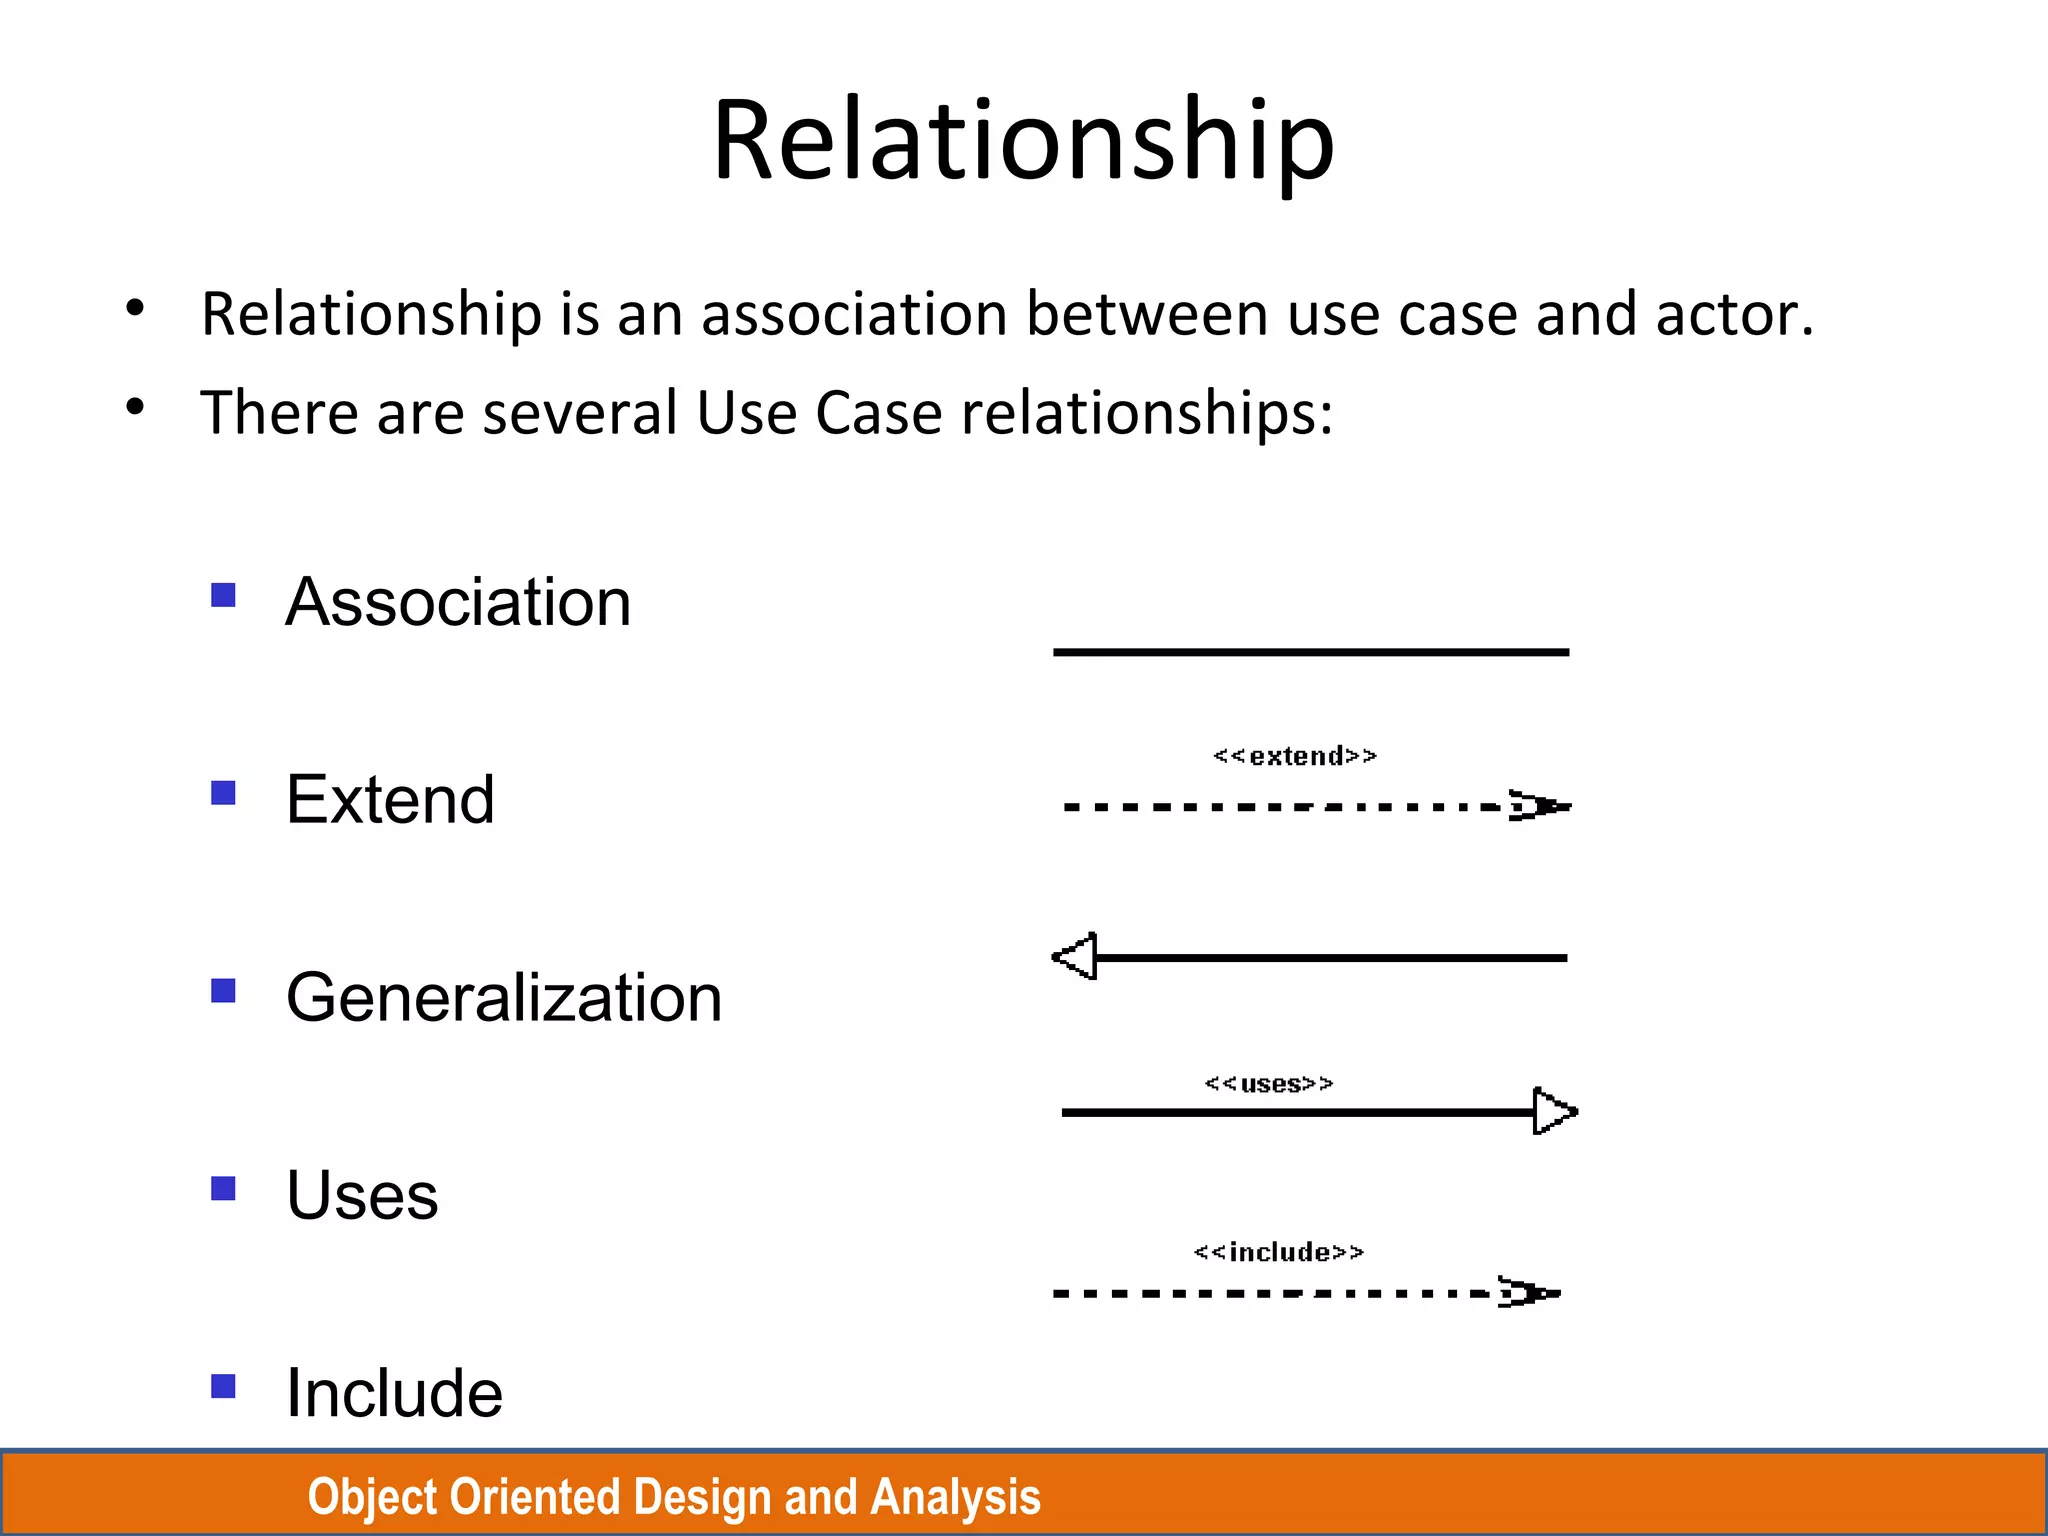 Relationship
• Relationship is an association between use case and actor.
• There are several Use Case relationships:
▪ Association
<<extend>>
▪ Extend
▪ Generalization
<<uses>>
▪ Uses
<<include>>
▪ Include
Object Oriented Design and Analysis